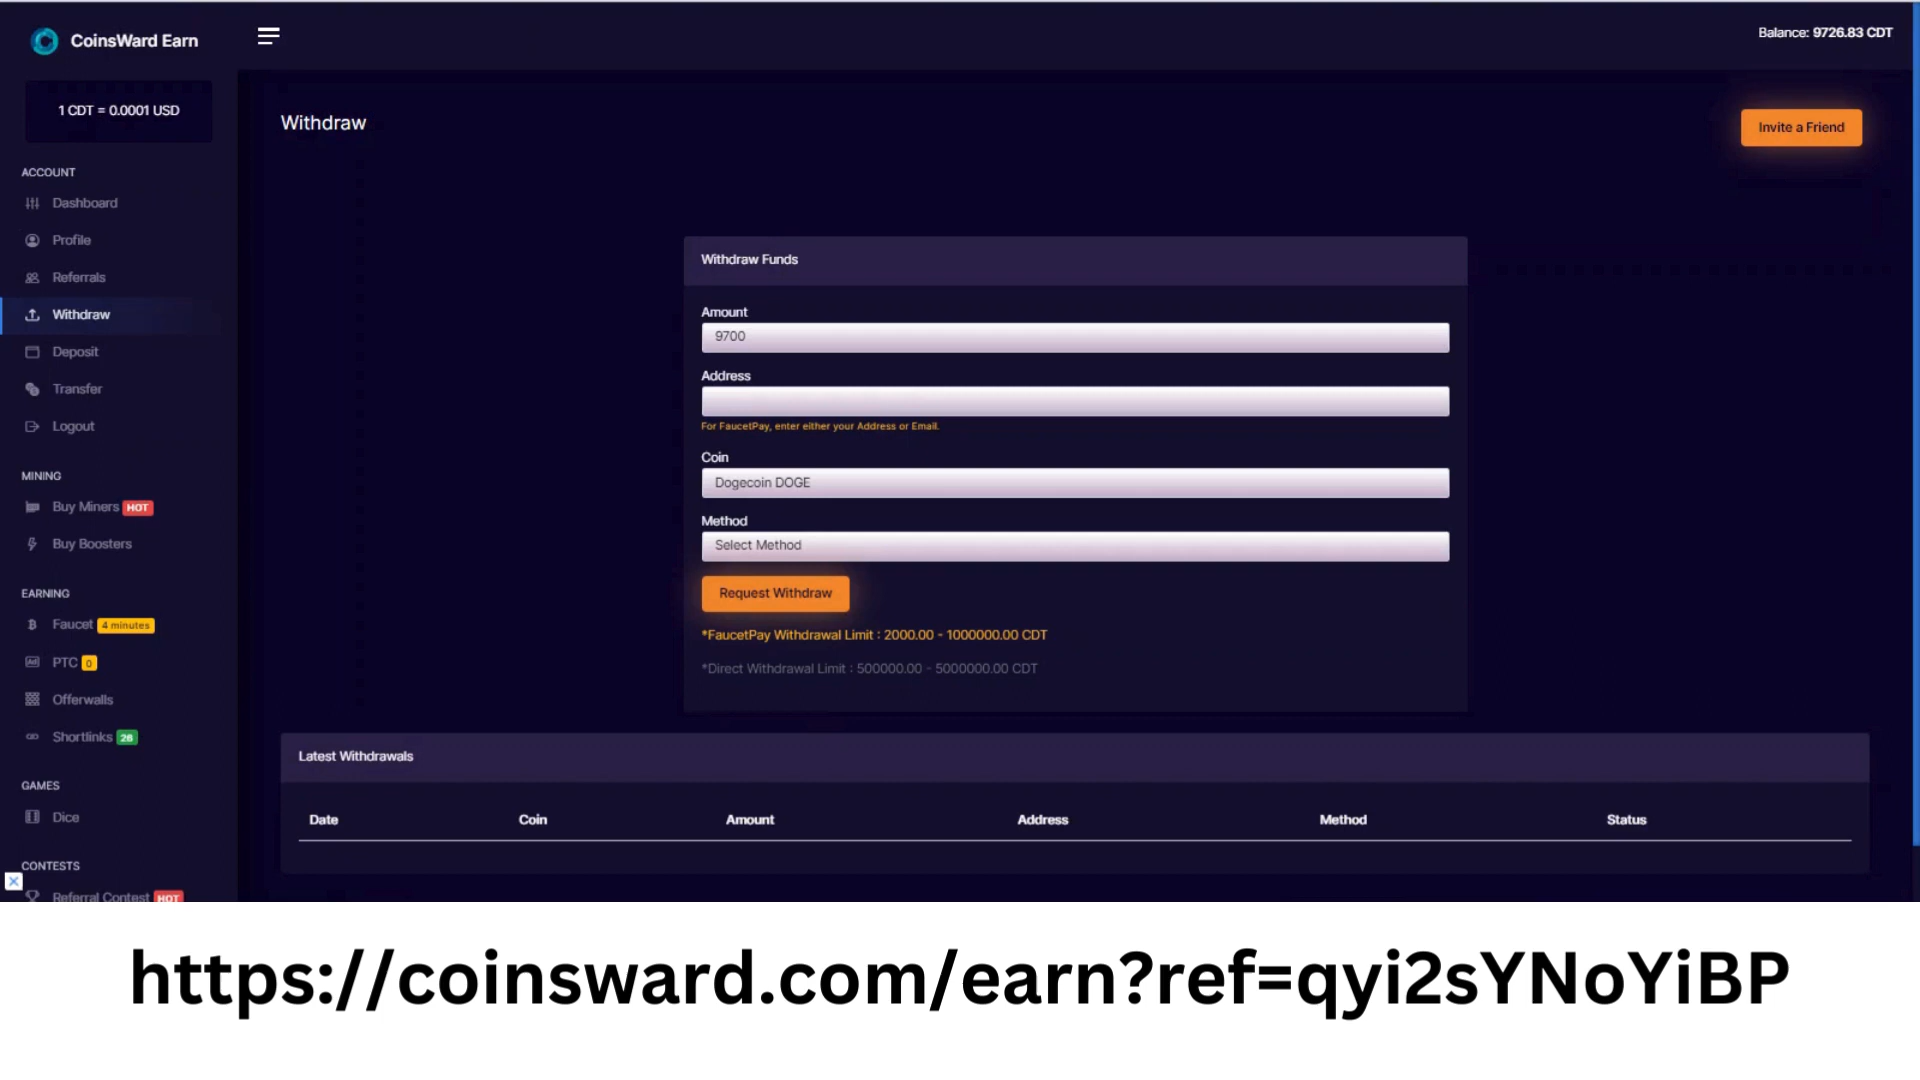 CoinsWard Earn
Balance: 9726.83 CDT
1 CDT = 0.0001 USD
Withdraw
Invite a Friend
ACCOUNT
Dashboard
Profile
Referrals
Withdraw
Deposit
Transfer
Logout
MINING
Buy Miners HOT
Buy Boosters
EARNING
Faucet 4 minutes
PTC 0
Offerwalls
Shortlinks 26
GAMES
Dice
CONTESTS
Referral Contest HOT
Withdraw Funds
Amount
9700
Address
For FaucetPay, enter either your Address or Email.
Coin
Dogecoin DOGE
Method
Select Method
Request Withdraw
*FaucetPay Withdrawal Limit : 2000.00 - 1000000.00 CDT
*Direct Withdrawal Limit : 500000.00 - 5000000.00 CDT
Latest Withdrawals
Date Coin Amount Address Method Status
https://coinsward.com/earn?ref=qyi2sYNoYiBP